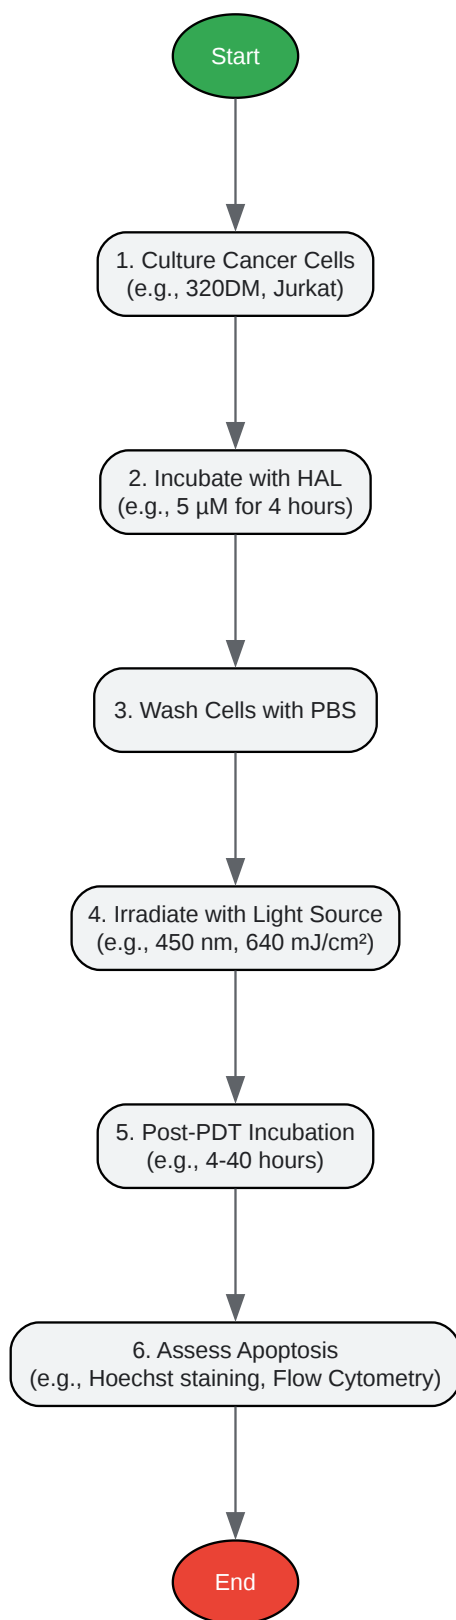 Start
1. Culture Cancer Cells
(e.g., 320DM, Jurkat)
2. Incubate with HAL
(e.g., 5 µM for 4 hours)
3. Wash Cells with PBS
4. Irradiate with Light Source
(e.g., 450 nm, 640 mJ/cm²)
5. Post-PDT Incubation
(e.g., 4-40 hours)
6. Assess Apoptosis
(e.g., Hoechst staining, Flow Cytometry)
End